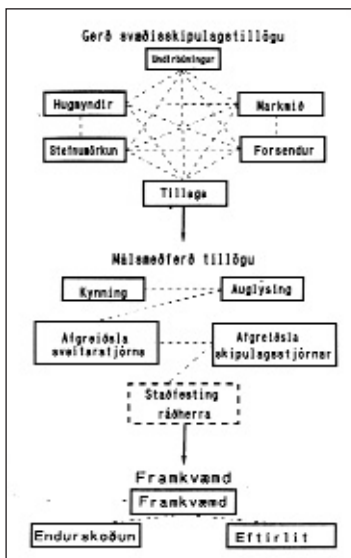 Gerð svæðisskipulagstillögu
Undirbúningur
Hugmyndir
Markmið
Stefnumörkun
Forsendur
Tillaga
Málsmeðferð tillögu
Kynning
Auglýsing
Afgreiðsla
sveitarstjórna
Afgreiðsla
skipulagsstjórnar
Staðfesting
ráðherra
Framkvæmd
Framkvæmd
Endurskoðun
Eftirlit